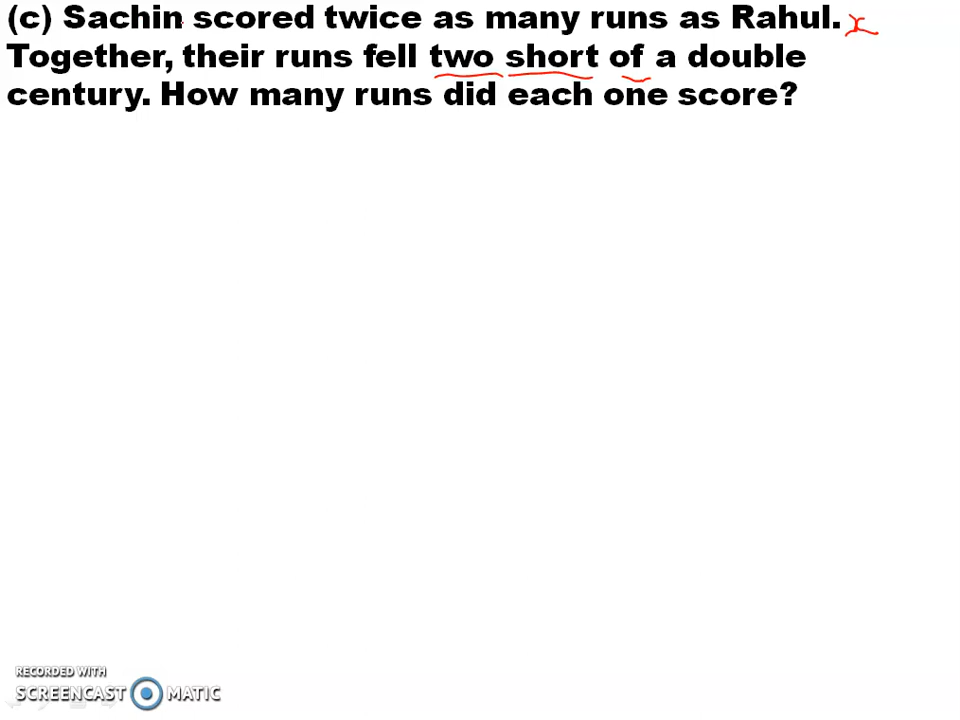 (c) Sachin scored twice as many runs as Rahul. x
Together, their runs fell two short of a double
century. How many runs did each one score?
RECORDED WITH
SCREENCAST MATIC